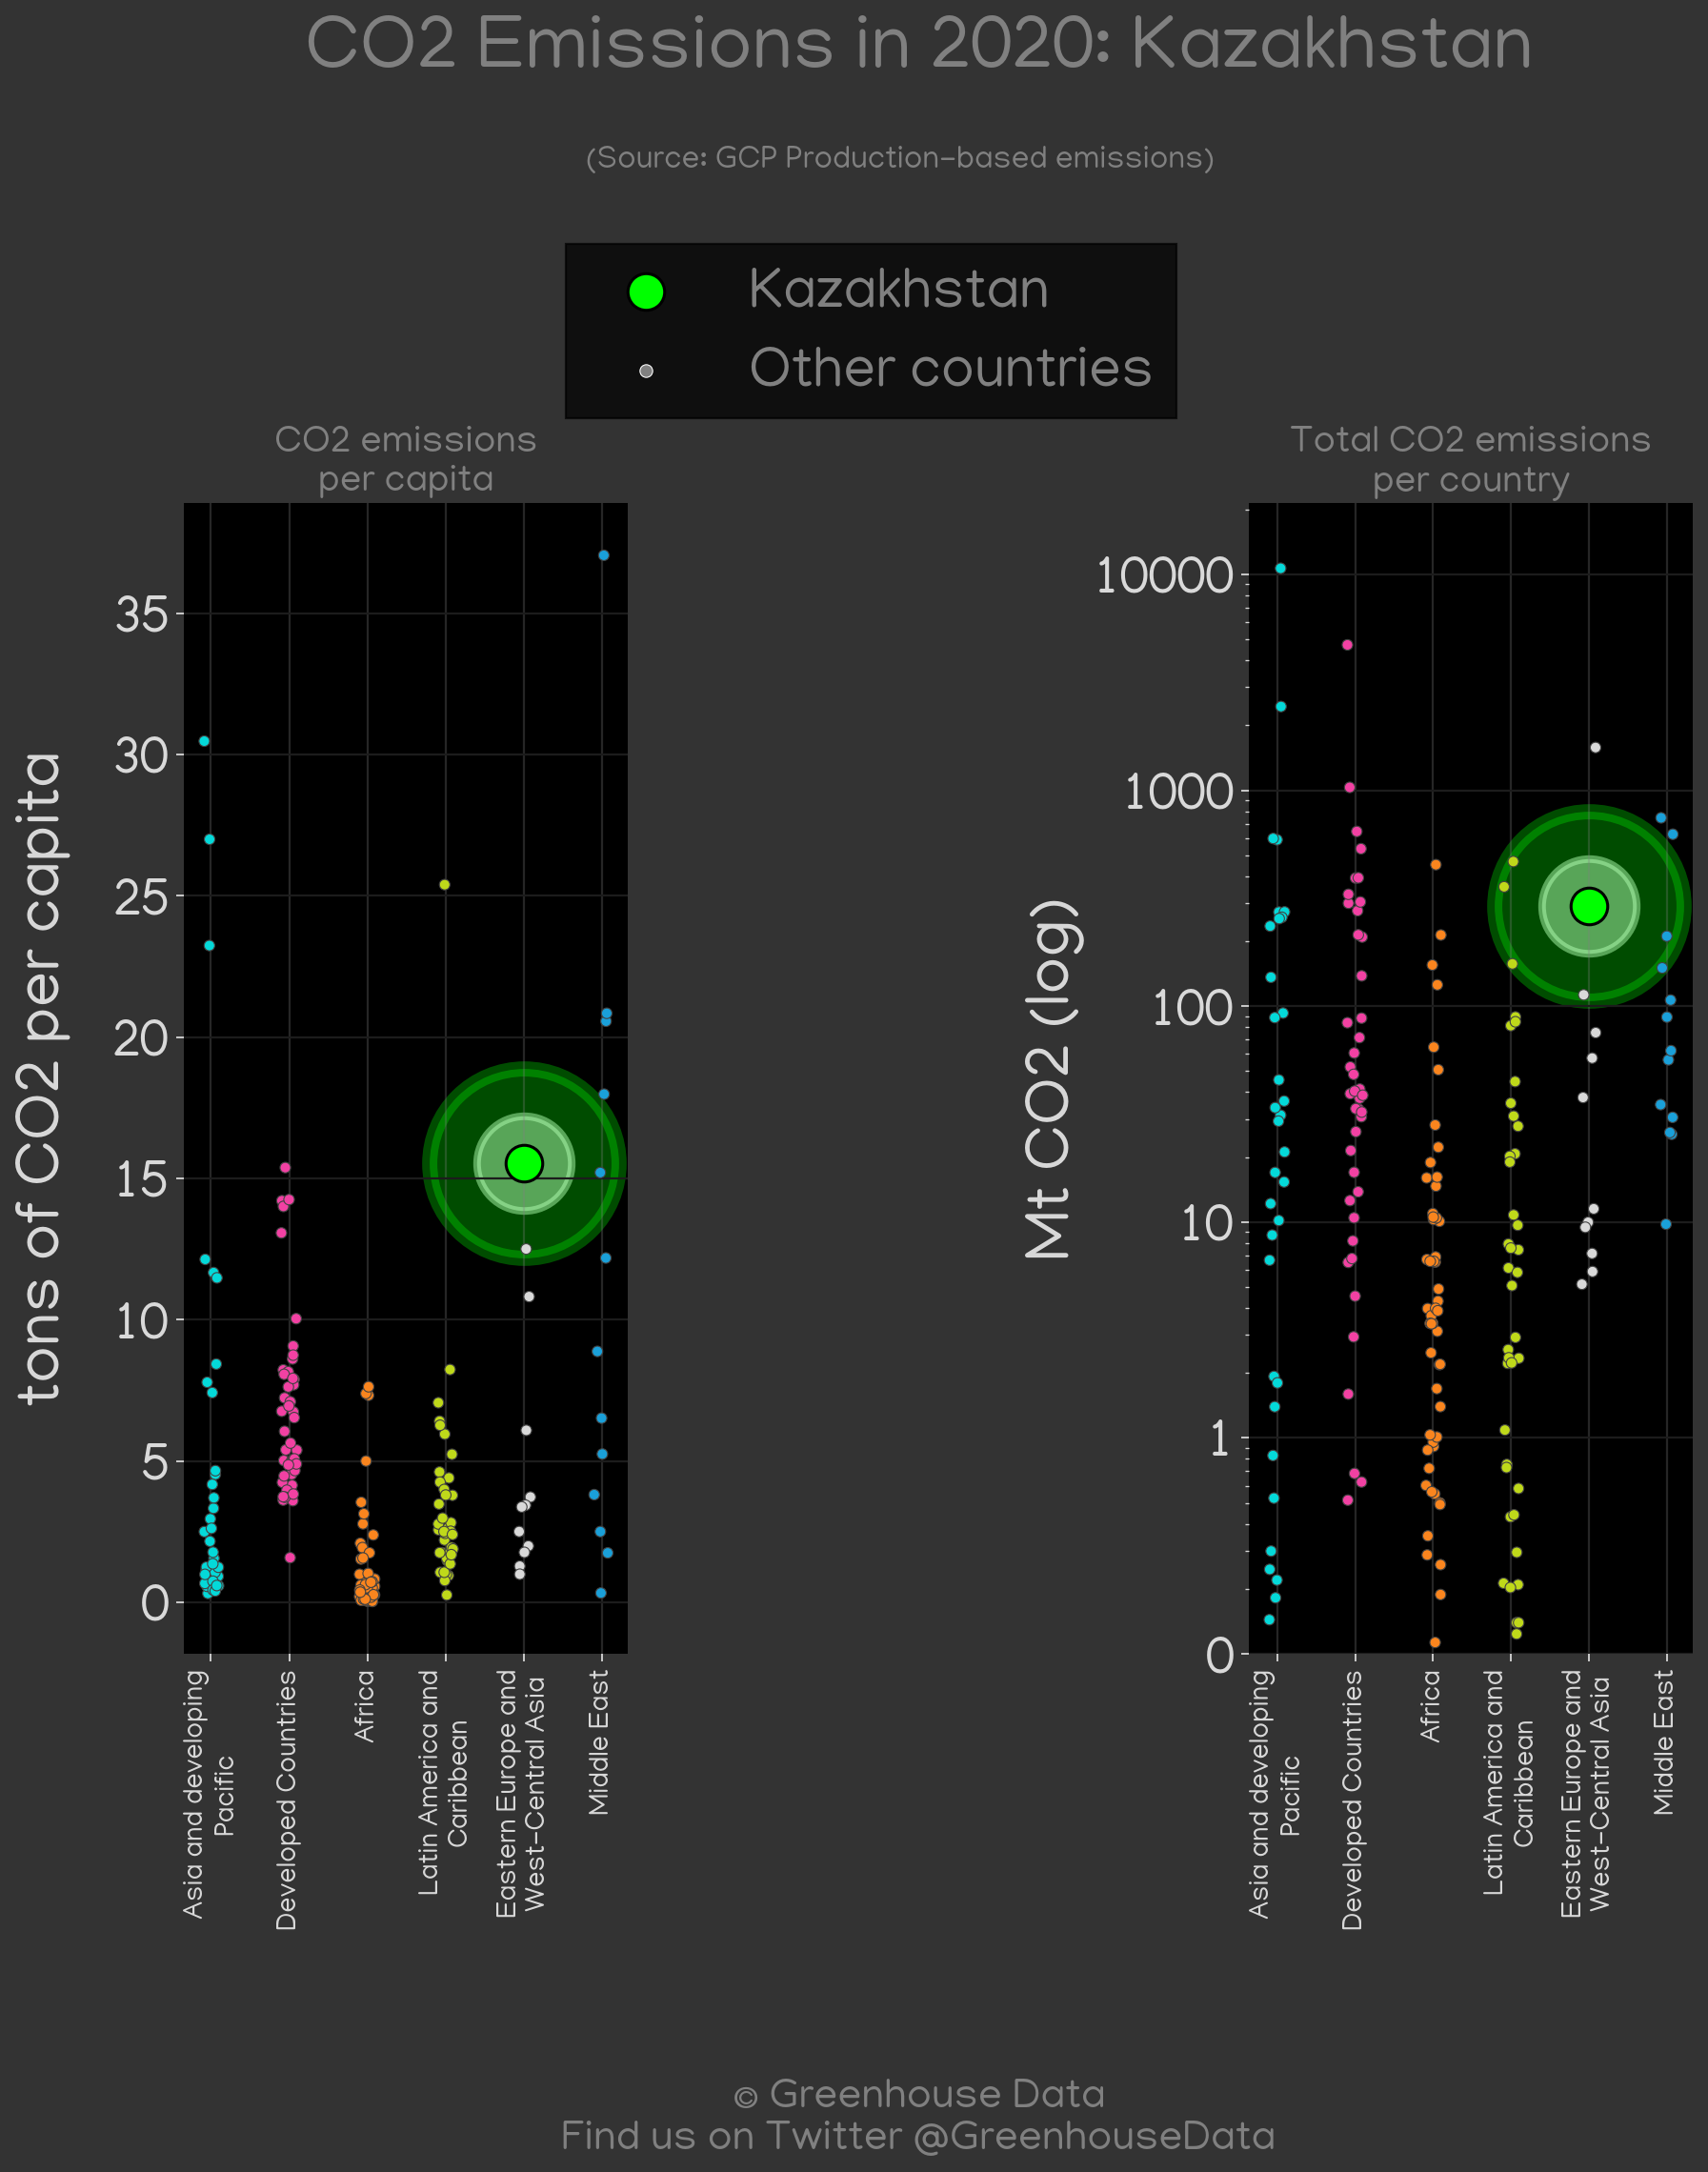 CO2 Emissions in 2020: Kazakhstan
(Source: GCP Production-based emissions)
Kazakhstan
Other countries
CO2 emissions
per capita
tons of CO2 per capita
35
30
25
20
15
10
5
0
Asia and developing
Pacific
Developed Countries
Africa
Latin America and
Caribbean
Eastern Europe and
West-Central Asia
Middle East
Total CO2 emissions
per country
Mt CO2 (log)
10000
1000
100
10
1
0
Asia and developing
Pacific
Developed Countries
Africa
Latin America and
Caribbean
Eastern Europe and
West-Central Asia
Middle East
© Greenhouse Data
Find us on Twitter @GreenhouseData